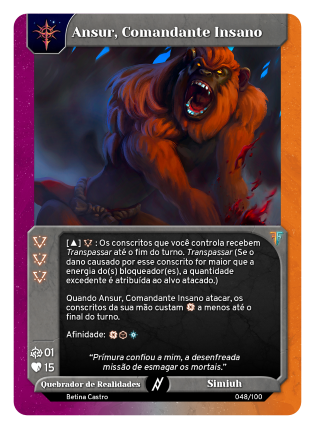 Ansur, Comandante Insano
[▲] : Os conscritos que você controla recebem
Transpassar até o fim do turno. Transpassar (Se o
dano causado por esse conscrito for maior que a
energia do(s) bloqueador(es), a quantidade
excedente é atribuída ao alvo atacado.)
Quando Ansur, Comandante Insano atacar, os
conscritos da sua mão custam a menos até o
final do turno.
Afinidade:
01
15
“Prímura confiou a mim, a desenfreada
missão de esmagar os mortais.”
Quebrador de Realidades
Simiuh
Betina Castro
048/100